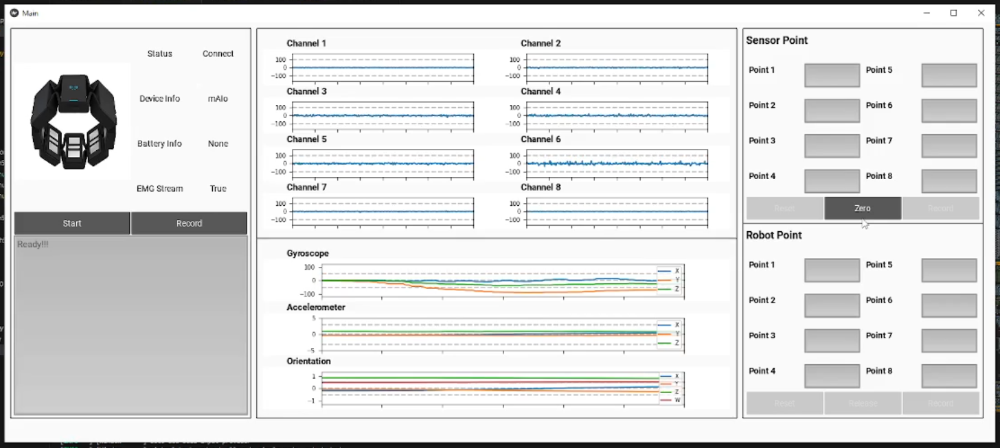 Main
Status Connect
Device Info mAIo
Battery Info None
EMG Stream True
Start Record
Ready!!!
Channel 1 Channel 2
100 100
0 0
−100 −100
Channel 3 Channel 4
100 100
0 0
−100 −100
Channel 5 Channel 6
100 100
0 0
−100 −100
Channel 7 Channel 8
100 100
0 0
−100 −100
Gyroscope
100
0
−100
X
Y
Z
Accelerometer
5
0
−5
X
Y
Z
Orientation
1
0
−1
X
Y
Z
W
Sensor Point
Point 1 Point 5
Point 2 Point 6
Point 3 Point 7
Point 4 Point 8
Reset Zero Record
Robot Point
Point 1 Point 5
Point 2 Point 6
Point 3 Point 7
Point 4 Point 8
Reset Release Record